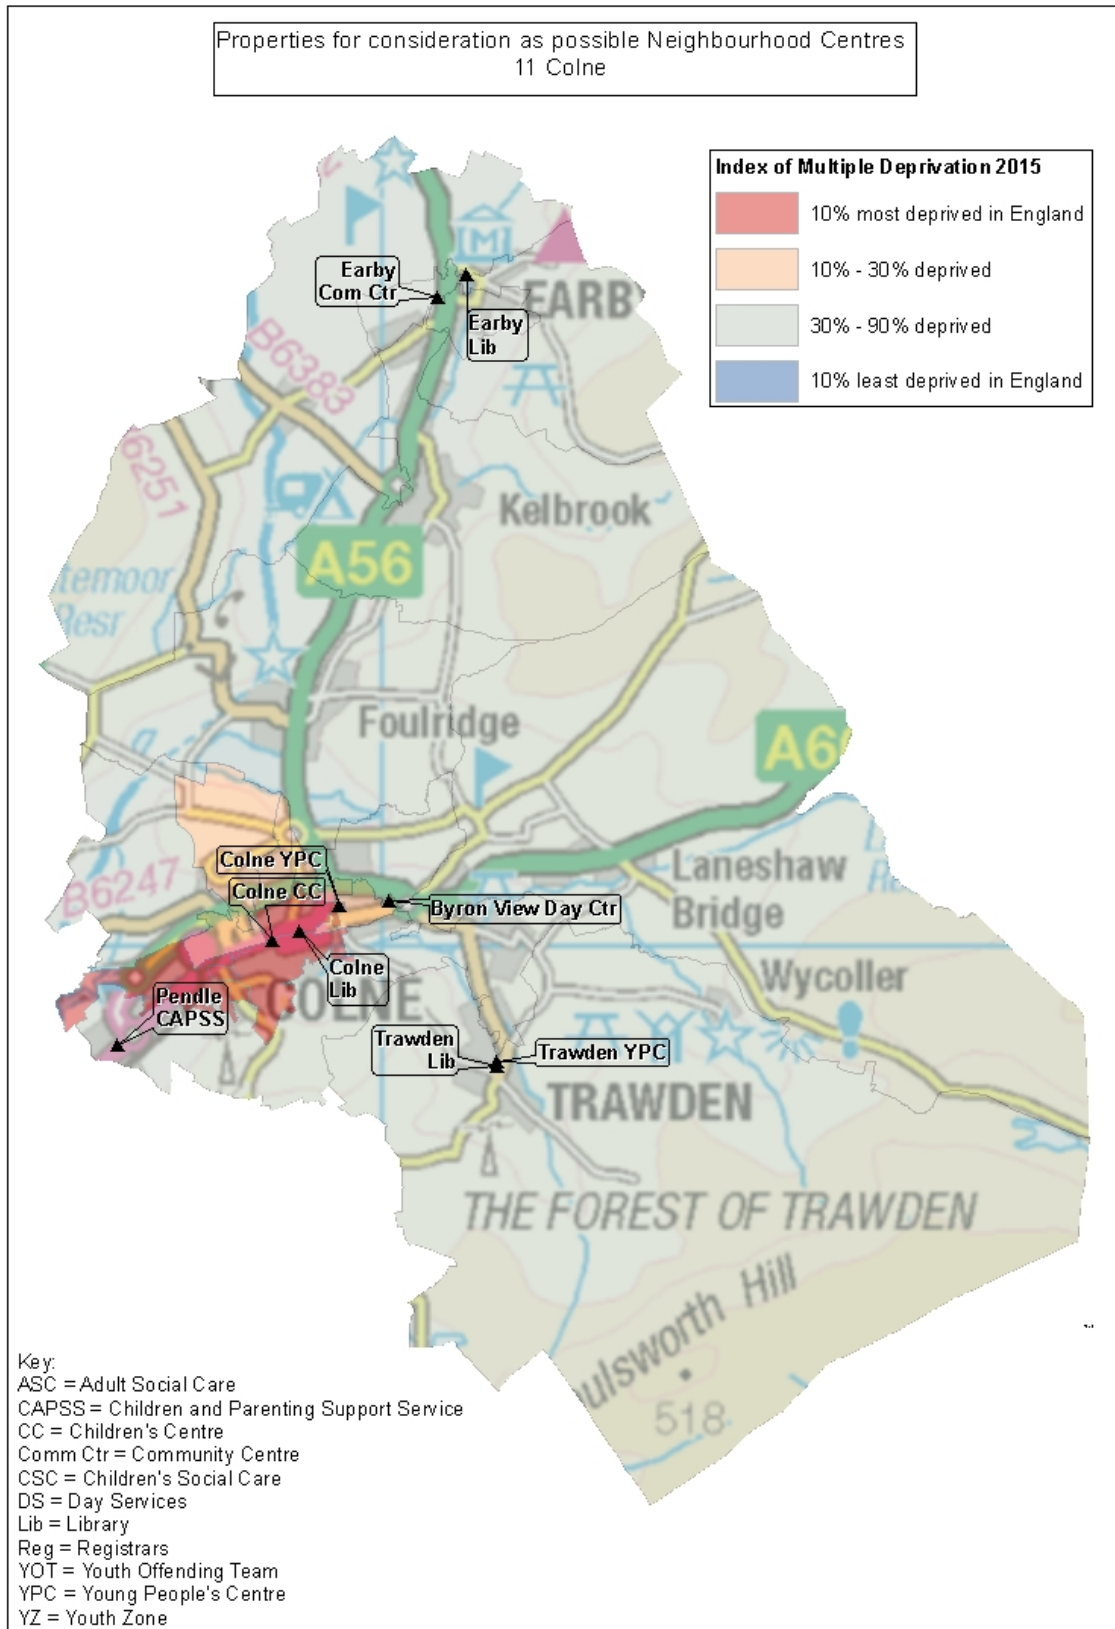 Properties for consideration as possible Neighbourhood Centres
11 Colne
Index of Multiple Deprivation 2015
10% most deprived in England
10% - 30% deprived
30% - 90% deprived
10% least deprived in England
M
Earby
Com Ctr
EARB
Earby
Lib
B6383
6251
Kelbrook
A56
temoor
Resr
Foulridge
A6
Colne YPC
B6247
Colne CC
Laneshaw
Bridge
Byron View Day Ctr
Colne
Lib
COLNE
Wycoller
Pendle
CAPSS
Trawden
Lib
Trawden YPC
TRAWDEN
THE FOREST OF TRAWDEN
ulsworth Hill
518
Key:
ASC = Adult Social Care
CAPSS = Children and Parenting Support Service
CC = Children's Centre
Comm Ctr = Community Centre
CSC = Children's Social Care
DS = Day Services
Lib = Library
Reg = Registrars
YOT = Youth Offending Team
YPC = Young People's Centre
YZ = Youth Zone